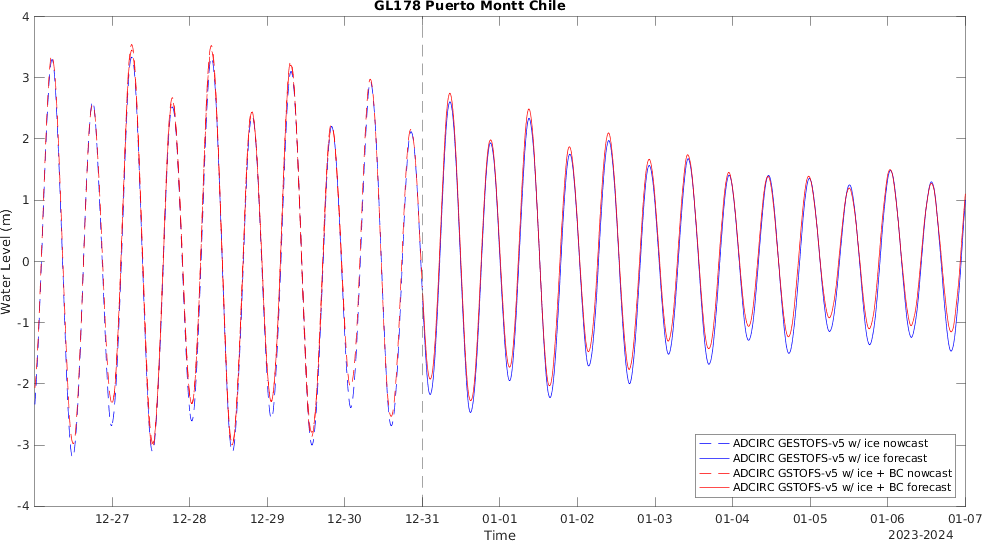 GL178 Puerto Montt Chile
4
3
2
1
0
-1
-2
-3
-4
Water Level (m)
ADCIRC GESTOFS-v5 w/ ice nowcast
ADCIRC GESTOFS-v5 w/ ice forecast
ADCIRC GSTOFS-v5 w/ ice + BC nowcast
ADCIRC GSTOFS-v5 w/ ice + BC forecast
12-27 12-28 12-29 12-30 12-31 01-01 01-02 01-03 01-04 01-05 01-06 01-07
Time
2023-2024